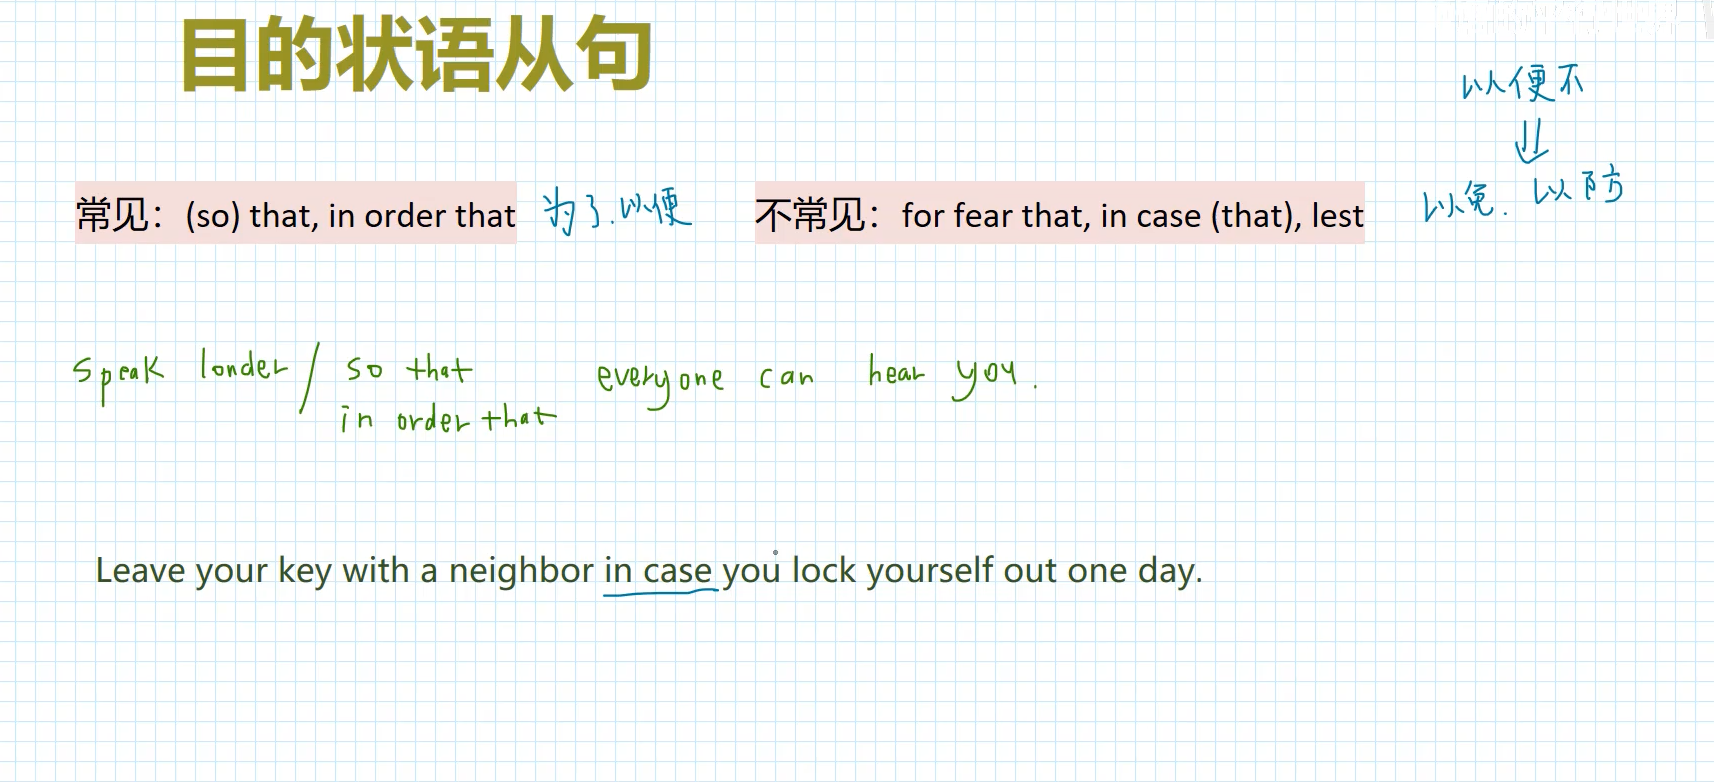 目的状语从句
以便不
常见：(so) that, in order that 为了.以便 不常见：for fear that, in case (that), lest 以免. 以防
speak louder / so that everyone can hear you.
in order that
Leave your key with a neighbor in case you lock yourself out one day.